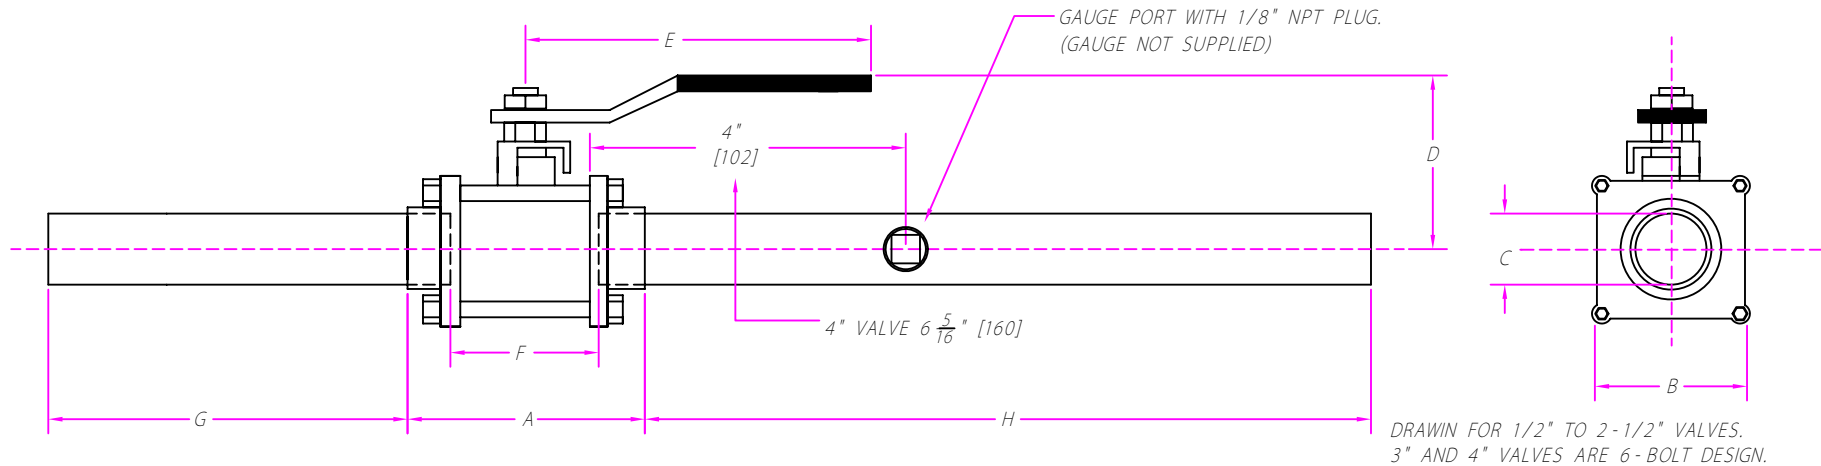 GAUGE PORT WITH 1/8" NPT PLUG.
(GAUGE NOT SUPPLIED)
E
4"
[102]
D
C
4" VALVE 6 5/16" [160]
F
B
G
A
H
DRAWIN FOR 1/2" TO 2-1/2" VALVES.
3" AND 4" VALVES ARE 6-BOLT DESIGN.